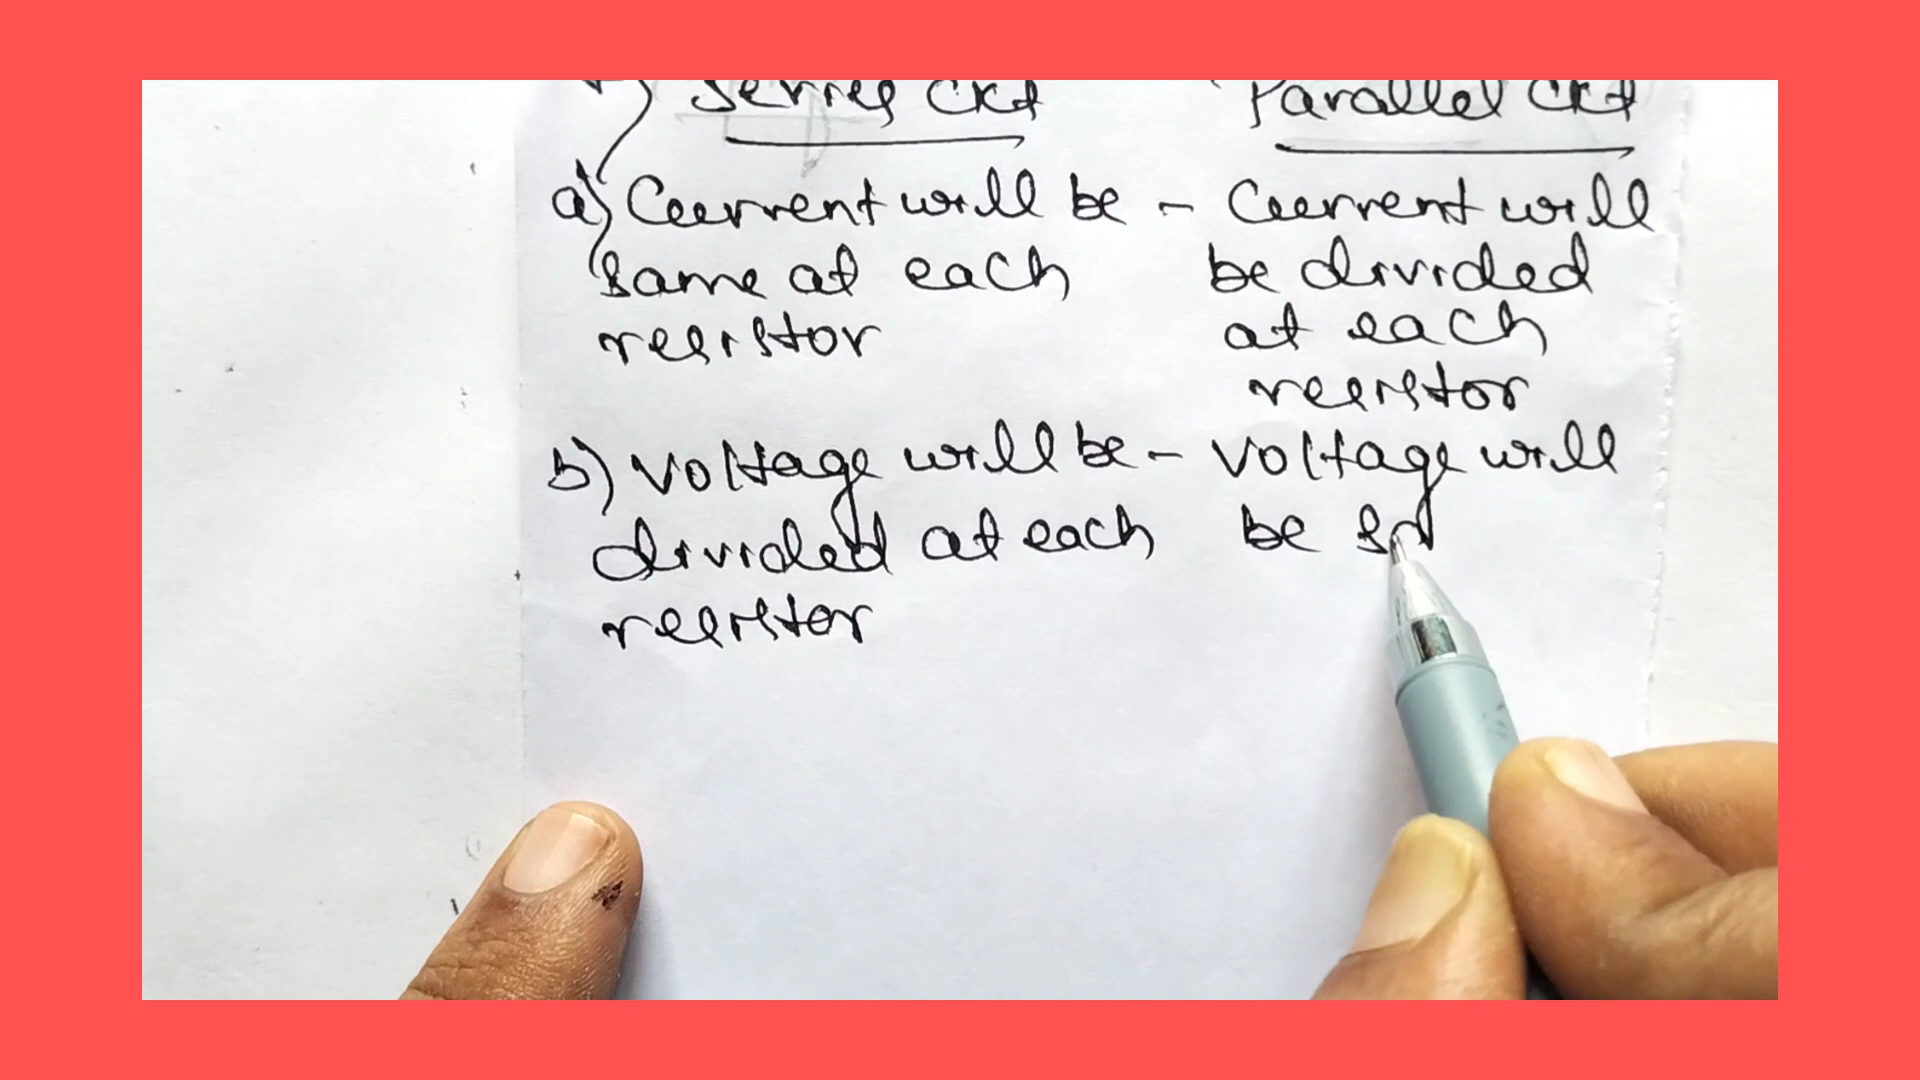 Series Ckt Parallel Ckt
a) Current will be - Current will
same at each be divided
resistor at each
resistor
b) Voltage will be - Voltage will
divided at each be
resistor